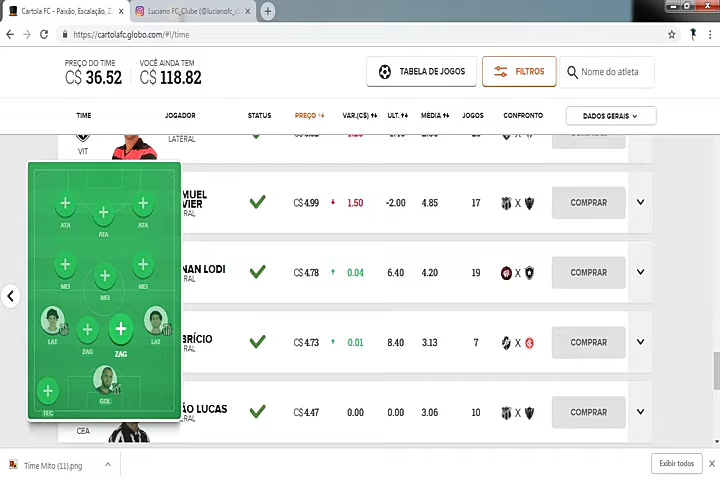 Cartola FC - Paixão, Escalação, Z
Luciano FC_Clube (@lucianofc_c
https://cartolafc.globo.com/#!/time
PREÇO DO TIME
C$ 36.52
VOCÊ AINDA TEM
C$ 118.82
TABELA DE JOGOS
FILTROS
Nome do atleta
TIME JOGADOR STATUS PREÇO VAR.(C$) ULT. MÉDIA JOGOS CONFRONTO DADOS GERAIS
VIT
LATERAL
MUEL
VIER
RAL
C$ 4.99 1.50 -2.00 4.85 17 X COMPRAR
NAN LODI
RAL
C$ 4.78 0.04 6.40 4.20 19 X COMPRAR
BRÍCIO
RAL
C$ 4.73 0.01 8.40 3.13 7 X COMPRAR
ÃO LUCAS
RAL
C$ 4.47 0.00 0.00 3.06 10 X COMPRAR
CEA
ATA
ATA
ATA
MEI
MEI
MEI
LAT
ZAG
ZAG
LAT
TEC
GOL
Time Mito (11).png
Exibir todos